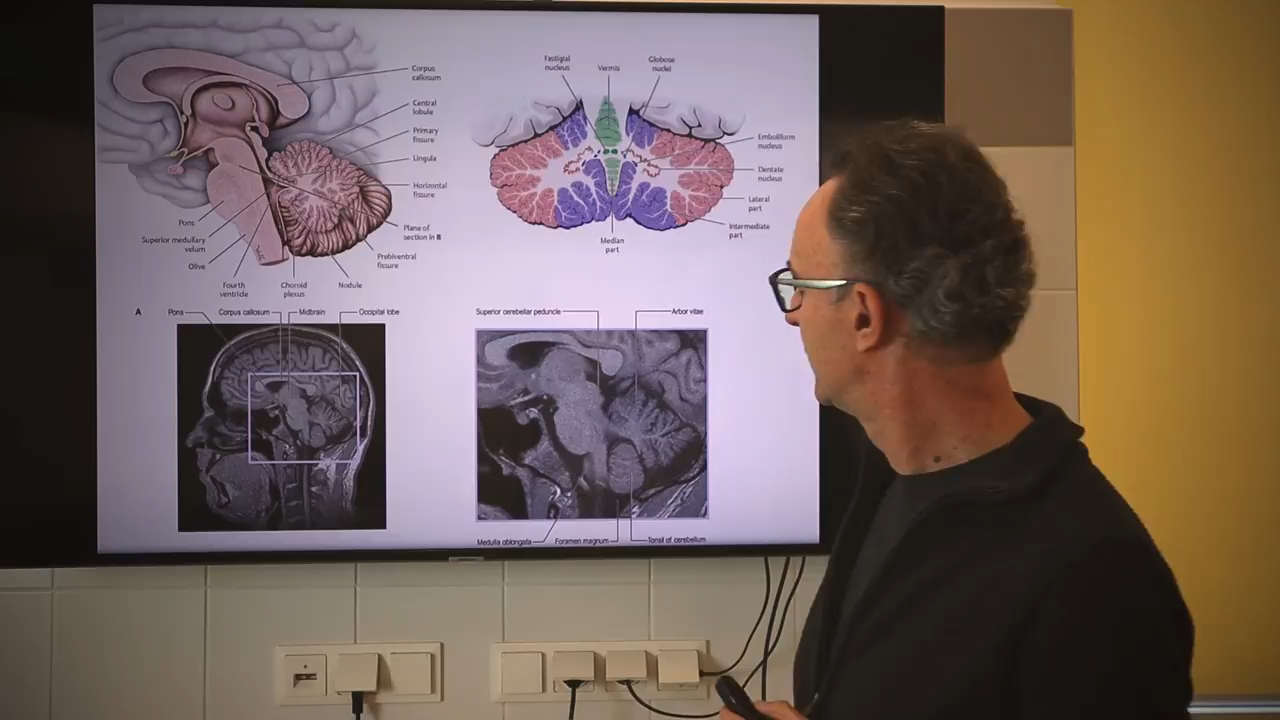 Corpus
callosum
Central
lobule
Primary
fissure
Lingula
Horizontal
fissure
Plane of
section in B
Prebiventral
fissure
Pons
Superior medullary
velum
Olive
Fourth
ventricle
Choroid
plexus
Nodule
Fastigial
nucleus
Vermis
Globose
nuclei
Emboliform
nucleus
Dentate
nucleus
Lateral
part
Intermediate
part
Median
part
A
Pons
Corpus callosum
Midbrain
Occipital lobe
Superior cerebellar peduncle
Arbor vitae
Medulla oblongata
Foramen magnum
Tonsil of cerebellum